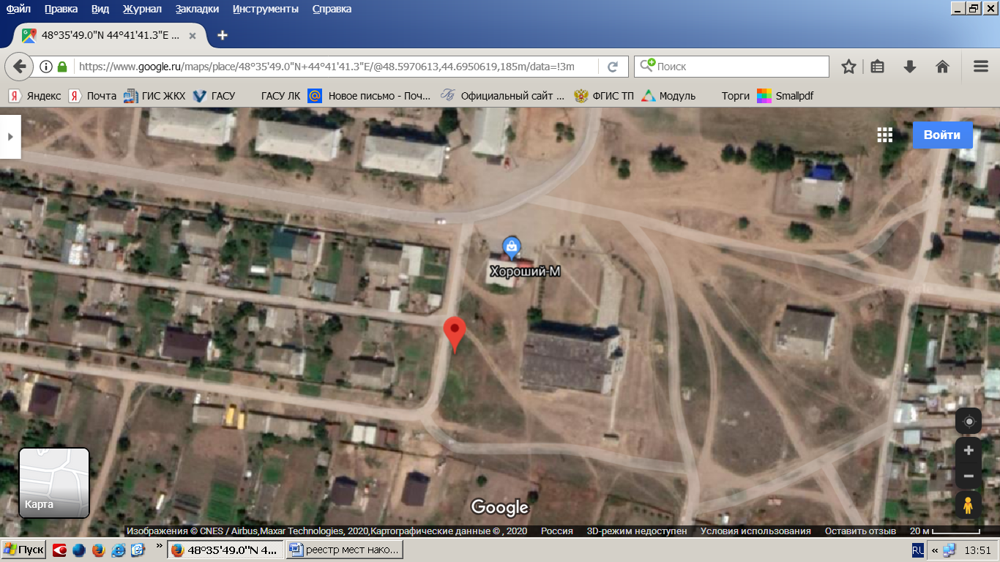 Файл Правка Вид Журнал Закладки Инструменты Справка
48°35'49.0"N 44°41'41.3"E ...
https://www.google.ru/maps/place/48°35'49.0"N+44°41'41.3"E/@48.5970613,44.6950619,185m/data=!3m
Поиск
Яндекс Почта ГИС ЖКХ ГАСУ ГАСУ ЛК Новое письмо - Поч... Официальный сайт ... ФГИС ТП Модуль Торги Smallpdf
Войти
Хороший-М
Карта
Google
Изображения © CNES / Airbus,Maxar Technologies, 2020,Картографические данные © , 2020 Россия 3D-режим недоступен Условия использования Оставить отзыв 20 м
Пуск » 48°35'49.0"N 4... реестр мест нако... RU « 13:51